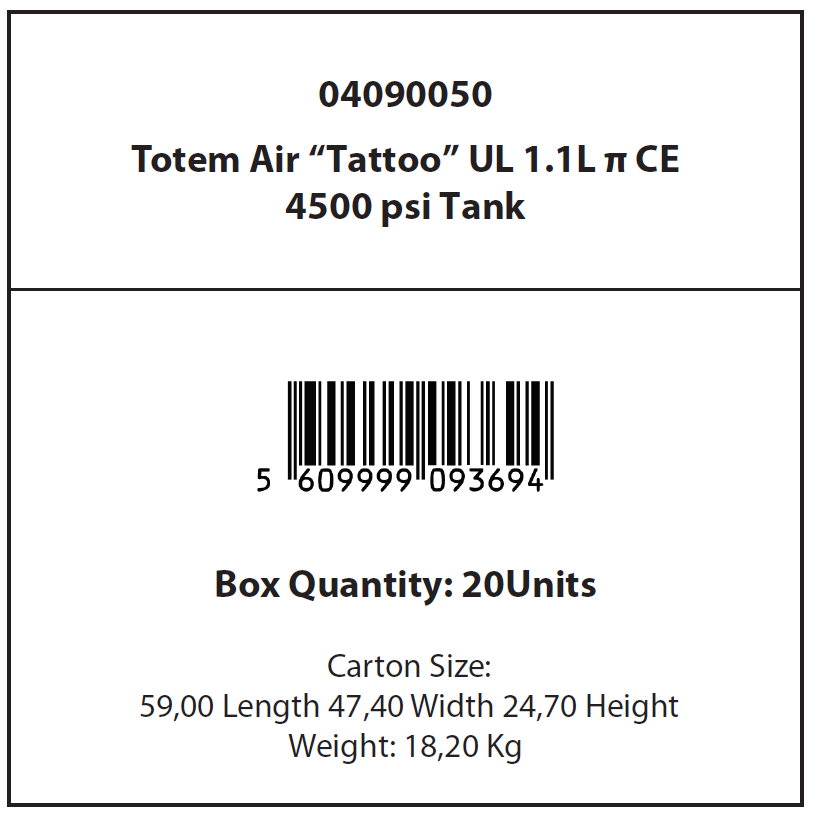 04090050
Totem Air “Tattoo” UL 1.1L π CE
4500 psi Tank
5 609999 093694
Box Quantity: 20Units
Carton Size:
59,00 Length 47,40 Width 24,70 Height
Weight: 18,20 Kg